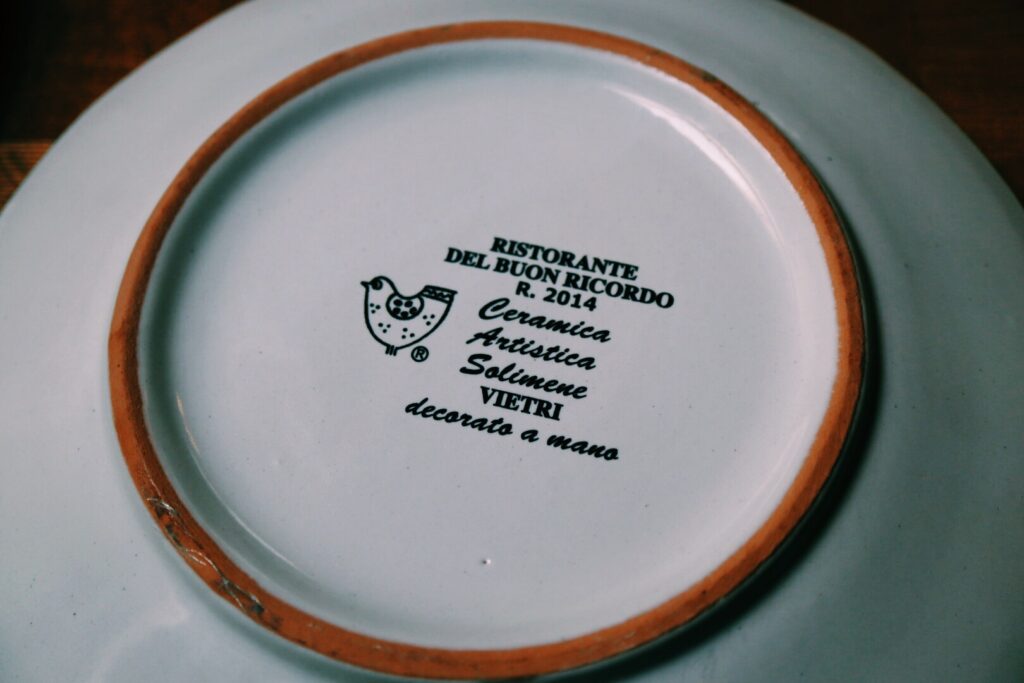 RISTORANTE
DEL BUON RICORDO
R. 2014
Ceramica
Artistica
Solimene
VIETRI
decorato a mano
®